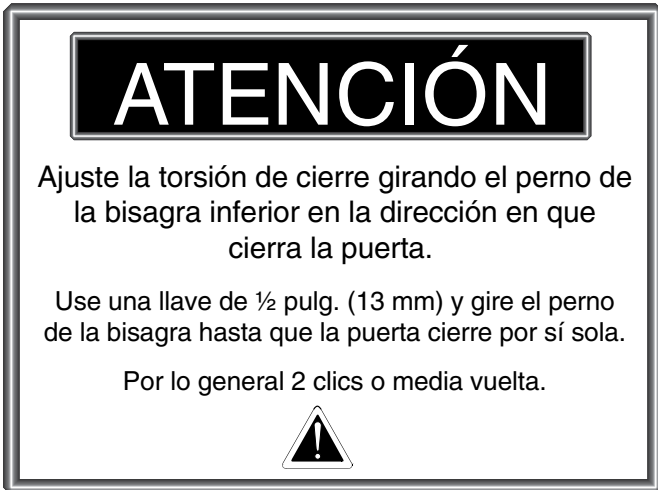 ATENCIÓN
Ajuste la torsión de cierre girando el perno de
la bisagra inferior en la dirección en que
cierra la puerta.
Use una llave de ½ pulg. (13 mm) y gire el perno
de la bisagra hasta que la puerta cierre por sí sola.
Por lo general 2 clics o media vuelta.
!